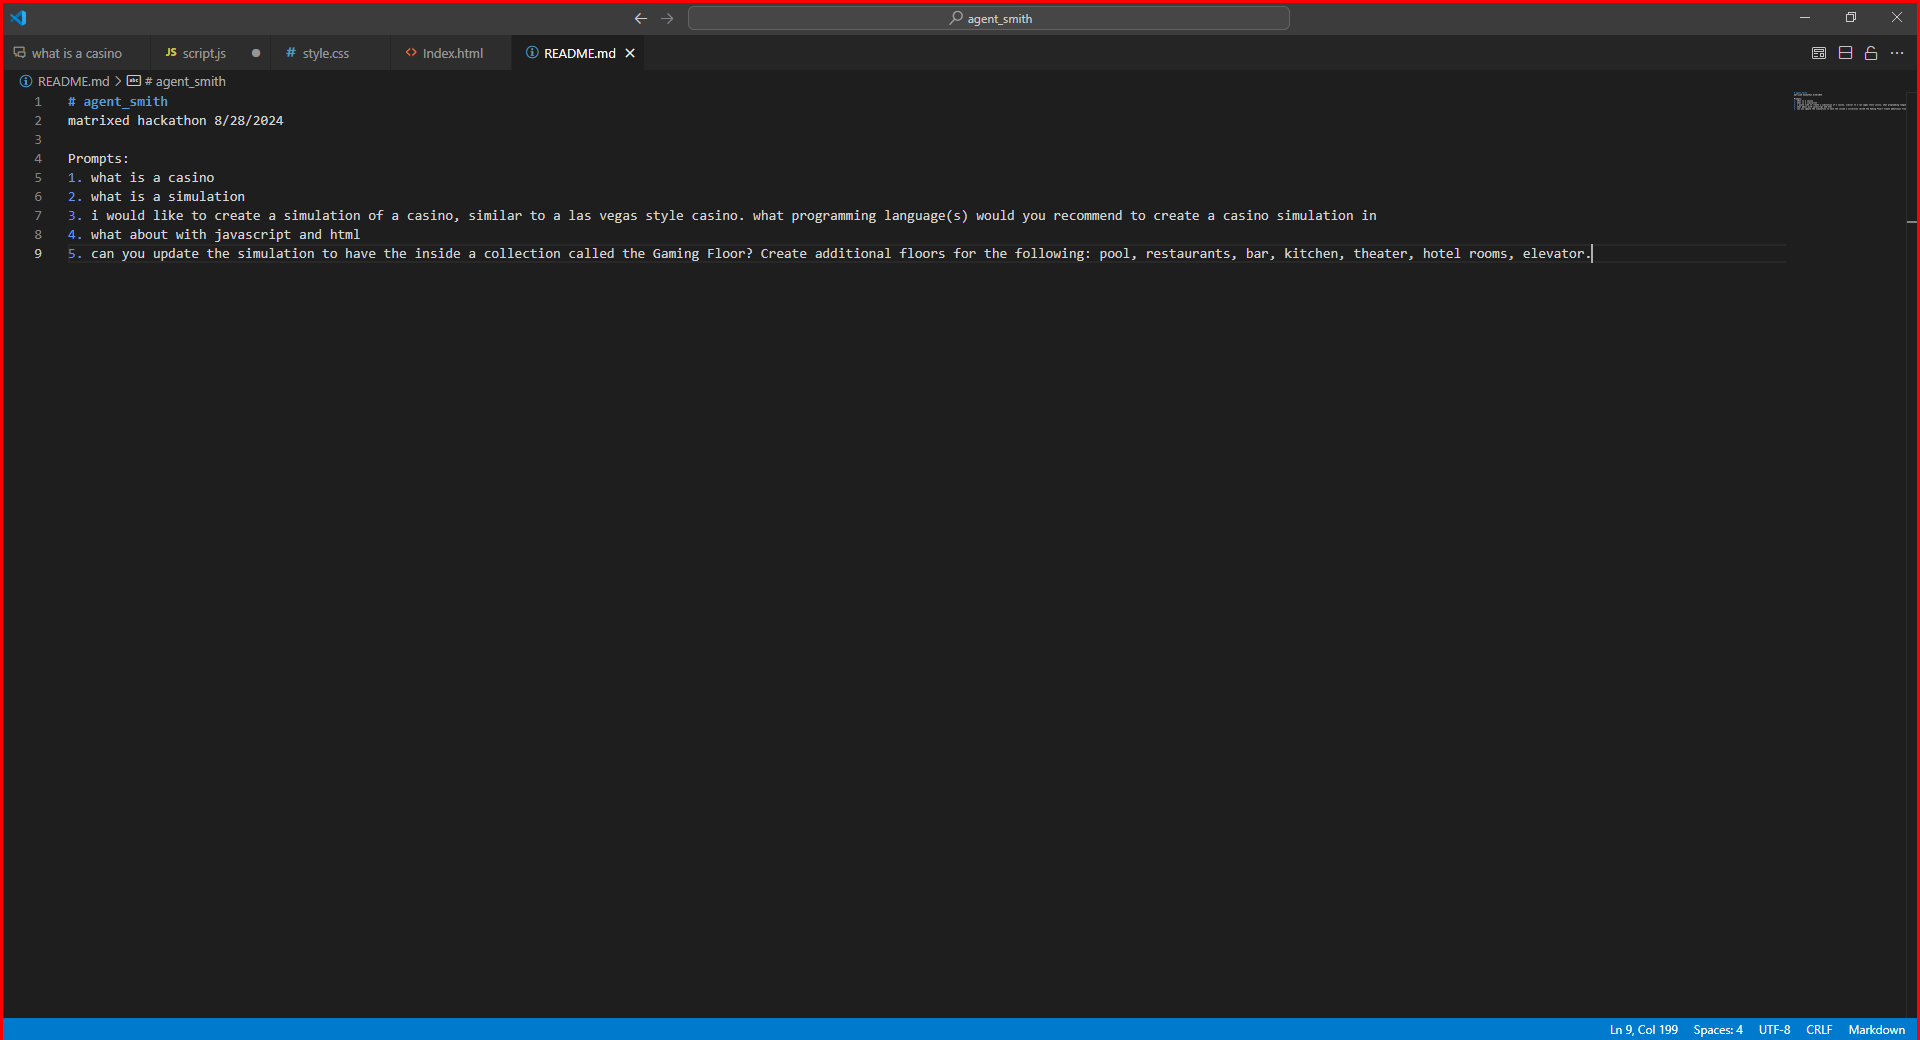 agent_smith
what is a casino
JS script.js
# style.css
<> Index.html
README.md
README.md > # agent_smith
1 # agent_smith
2 matrixed hackathon 8/28/2024
3
4 Prompts:
5 1. what is a casino
6 2. what is a simulation
7 3. i would like to create a simulation of a casino, similar to a las vegas style casino. what programming language(s) would you recommend to create a casino simulation in
8 4. what about with javascript and html
9 5. can you update the simulation to have the inside a collection called the Gaming Floor? Create additional floors for the following: pool, restaurants, bar, kitchen, theater, hotel rooms, elevator.
Ln 9, Col 199 Spaces: 4 UTF-8 CRLF Markdown